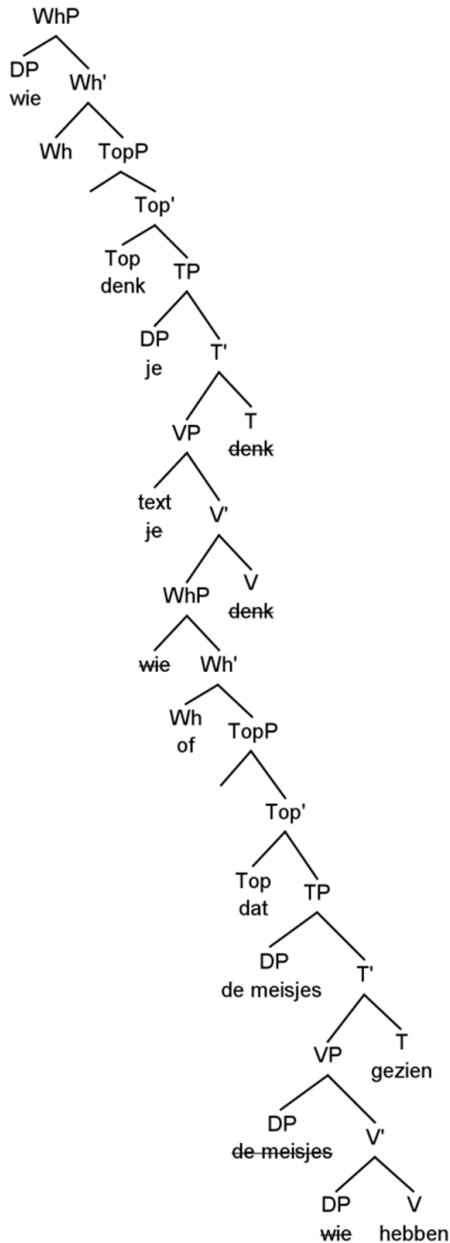 WhP
DP Wh'
wie
Wh TopP
Top'
Top TP
denk
DP T'
je
VP T
denk
text V'
je
WhP V
denk
wie Wh'
Wh TopP
of
Top'
Top TP
dat
DP T'
de meisjes
VP T
gezien
DP V'
de meisjes
DP V
wie hebben